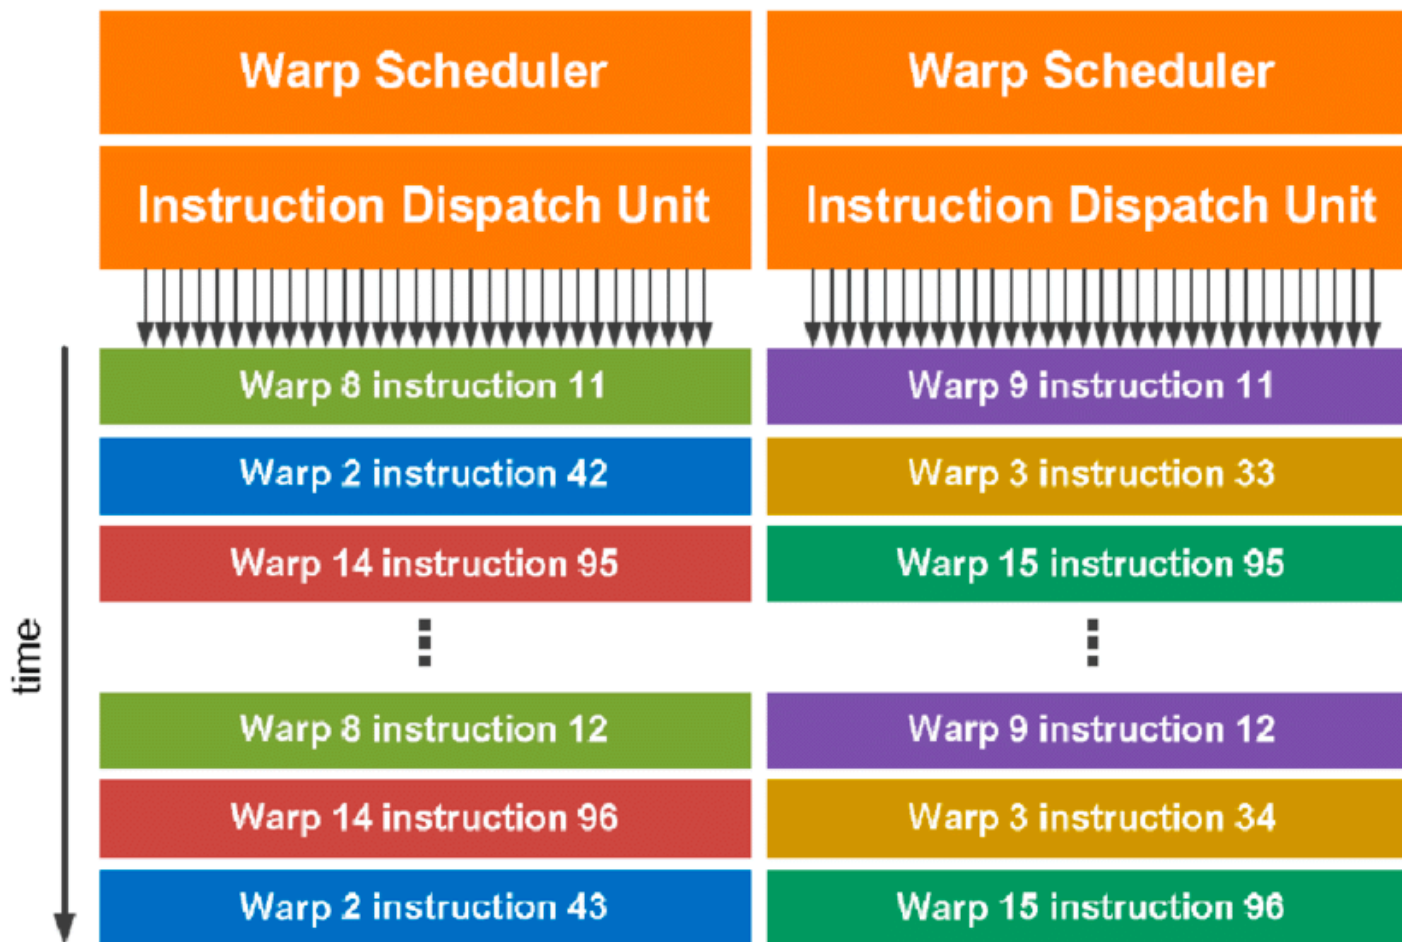 Warp Scheduler
Instruction Dispatch Unit
Warp 8 instruction 11
Warp 2 instruction 42
Warp 14 instruction 95
Warp 8 instruction 12
Warp 14 instruction 96
Warp 2 instruction 43
Warp Scheduler
Instruction Dispatch Unit
Warp 9 instruction 11
Warp 3 instruction 33
Warp 15 instruction 95
Warp 9 instruction 12
Warp 3 instruction 34
Warp 15 instruction 96
time